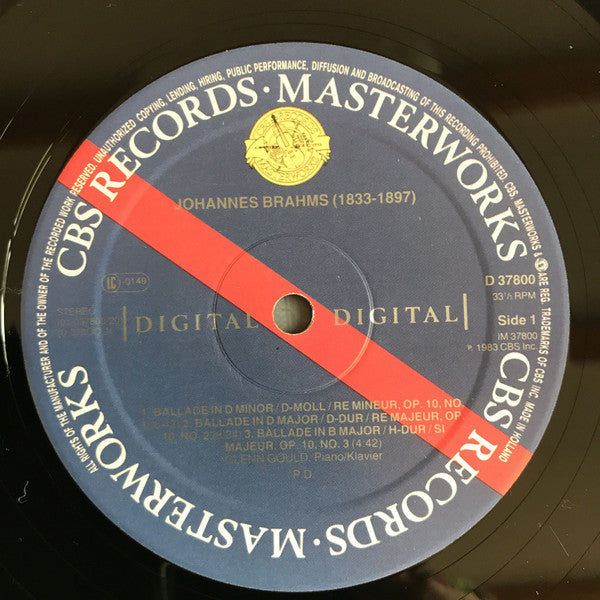 ALL RIGHTS OF THE MANUFACTURER AND OF THE OWNER OF THE RECORDED WORK RESERVED. UNAUTHORIZED COPYING, LENDING, HIRING, PUBLIC PERFORMANCE, DIFFUSION AND BROADCASTING OF THIS RECORDING PROHIBITED. CBS, MASTERWORKS & ARE REG. TRADEMARKS OF CBS INC. MADE IN HOLLAND
CBS RECORDS · MASTERWORKS
CBS RECORDS · MASTERWORKS
JOHANNES BRAHMS (1833-1897)
LC 0149
D 37800
33⅓ RPM
STEREO
DIGITAL DIGITAL
Side 1
IM 37800
℗ 1983 CBS Inc.
1. BALLADE IN D MINOR / D-MOLL / RE MINEUR, OP. 10, NO.
2. BALLADE IN D MAJOR / D-DUR / RE MAJEUR, OP.
10, NO. 2 3. BALLADE IN B MAJOR / H-DUR / SI
MAJEUR, OP. 10, NO. 3 (4:42)
GLENN GOULD, Piano/Klavier
P.D.